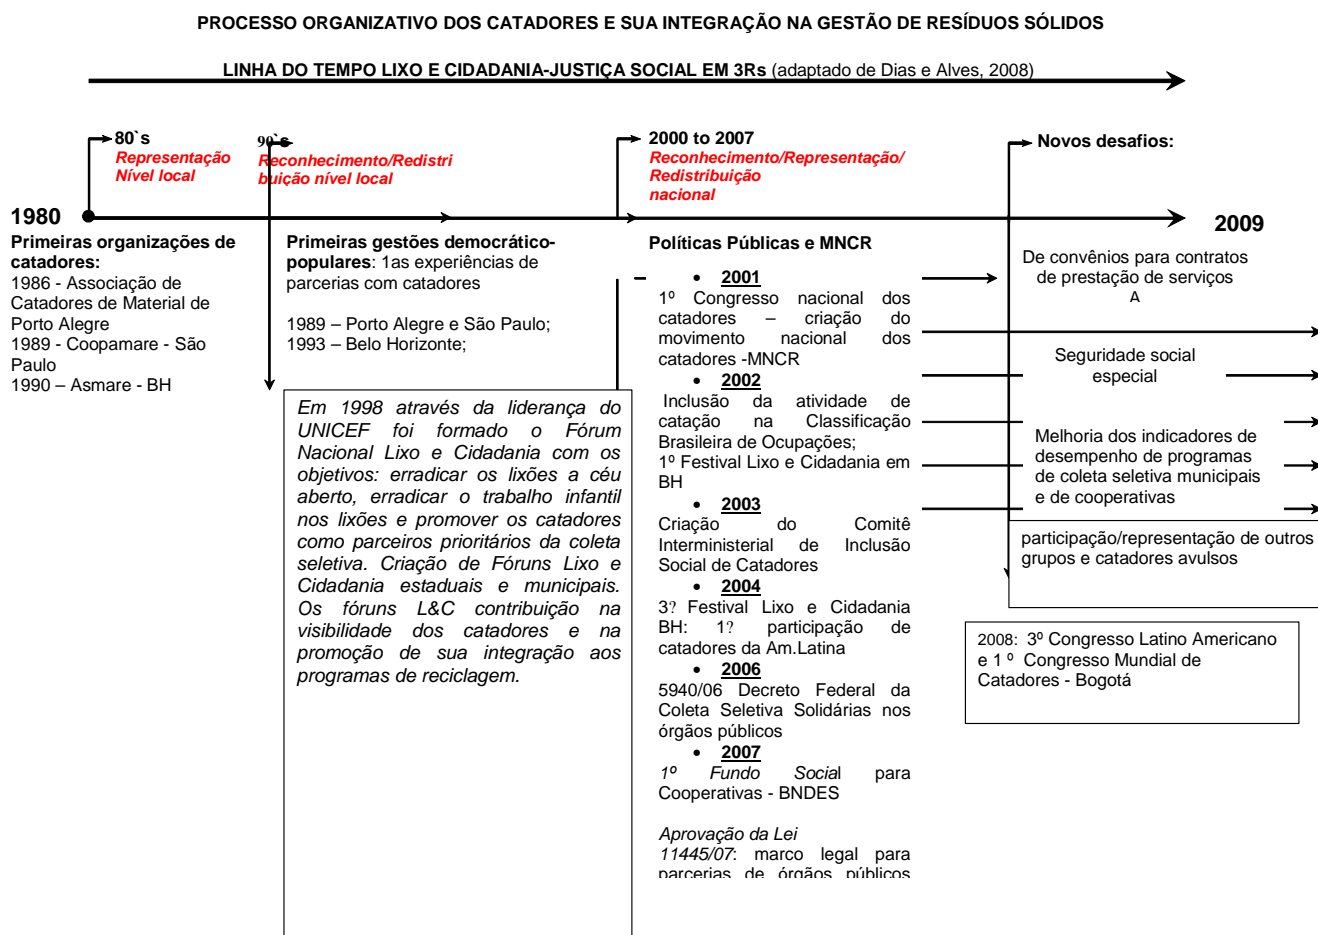 PROCESSO ORGANIZATIVO DOS CATADORES E SUA INTEGRAÇÃO NA GESTÃO DE RESÍDUOS SÓLIDOS
LINHA DO TEMPO LIXO E CIDADANIA-JUSTIÇA SOCIAL EM 3Rs (adaptado de Dias e Alves, 2008)
80`s
Representação
Nível local
90`s
Reconhecimento/Redistri
buição nível local
2000 to 2007
Reconhecimento/Representação/
Redistribuição
nacional
Novos desafios:
1980
2009
Primeiras organizações de
catadores:
1986 - Associação de
Catadores de Material de
Porto Alegre
1989 - Coopamare - São
Paulo
1990 – Asmare - BH
Primeiras gestões democrático-
populares: 1as experiências de
parcerias com catadores
1989 – Porto Alegre e São Paulo;
1993 – Belo Horizonte;
Em 1998 através da liderança do
UNICEF foi formado o Fórum
Nacional Lixo e Cidadania com os
objetivos: erradicar os lixões a céu
aberto, erradicar o trabalho infantil
nos lixões e promover os catadores
como parceiros prioritários da coleta
seletiva. Criação de Fóruns Lixo e
Cidadania estaduais e municipais.
Os fóruns L&C contribuição na
visibilidade dos catadores e na
promoção de sua integração aos
programas de reciclagem.
Políticas Públicas e MNCR
• 2001
1º Congresso nacional dos
catadores – criação do
movimento nacional dos
catadores -MNCR
• 2002
Inclusão da atividade de
catação na Classificação
Brasileira de Ocupações;
1º Festival Lixo e Cidadania em
BH
• 2003
Criação do Comitê
Interministerial de Inclusão
Social de Catadores
• 2004
3? Festival Lixo e Cidadania
BH: 1? participação de
catadores da Am.Latina
• 2006
5940/06 Decreto Federal da
Coleta Seletiva Solidárias nos
órgãos públicos
• 2007
1º Fundo Social para
Cooperativas - BNDES
Aprovação da Lei
11445/07: marco legal para
parcerias de órgãos públicos
De convênios para contratos
de prestação de serviços
A
Seguridade social
especial
Melhoria dos indicadores de
desempenho de programas
de coleta seletiva municipais
e de cooperativas
participação/representação de outros
grupos e catadores avulsos
2008: 3º Congresso Latino Americano
e 1 º Congresso Mundial de
Catadores - Bogotá